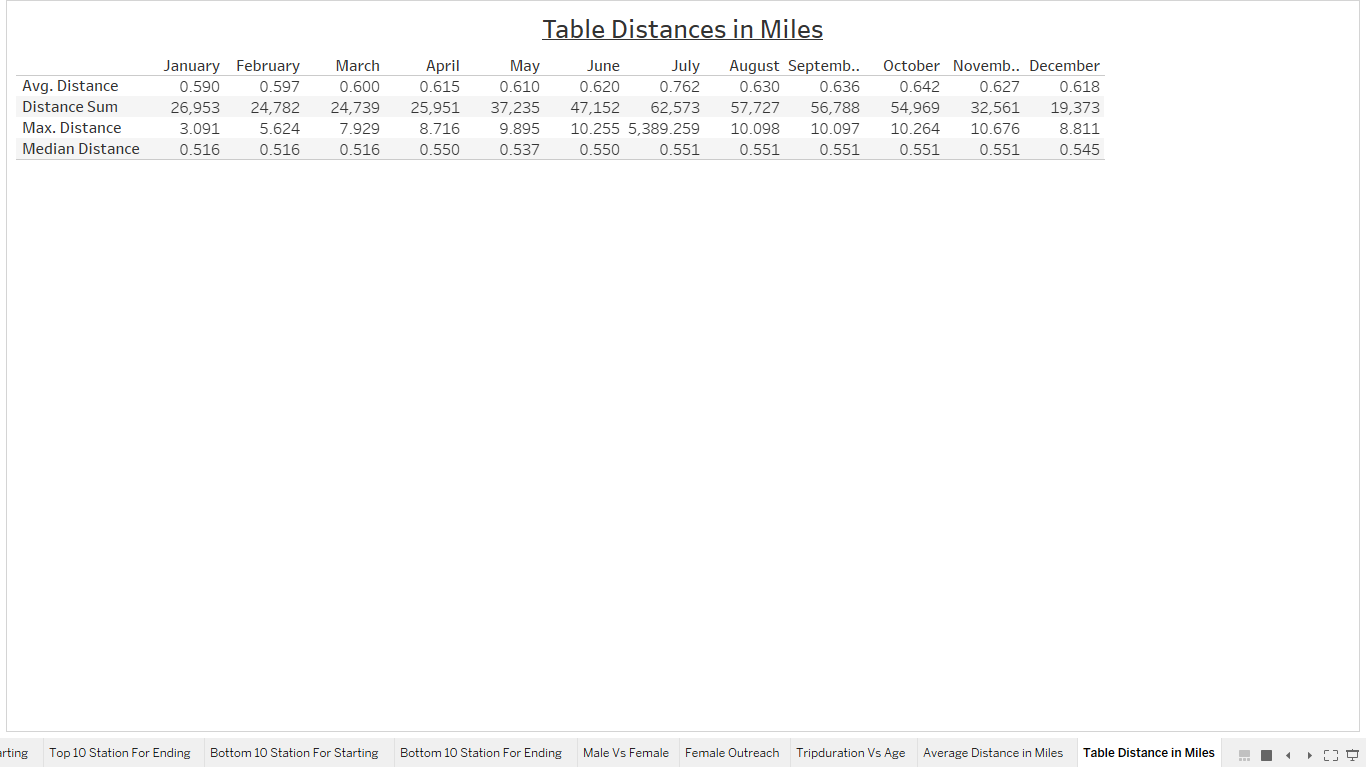 Table Distances in Miles
January February March April May June July August Septemb.. October Novemb.. December
Avg. Distance 0.590 0.597 0.600 0.615 0.610 0.620 0.762 0.630 0.636 0.642 0.627 0.618
Distance Sum 26,953 24,782 24,739 25,951 37,235 47,152 62,573 57,727 56,788 54,969 32,561 19,373
Max. Distance 3.091 5.624 7.929 8.716 9.895 10.255 5,389.259 10.098 10.097 10.264 10.676 8.811
Median Distance 0.516 0.516 0.516 0.550 0.537 0.550 0.551 0.551 0.551 0.551 0.551 0.545
arting Top 10 Station For Ending Bottom 10 Station For Starting Bottom 10 Station For Ending Male Vs Female Female Outreach Tripduration Vs Age Average Distance in Miles Table Distance in Miles